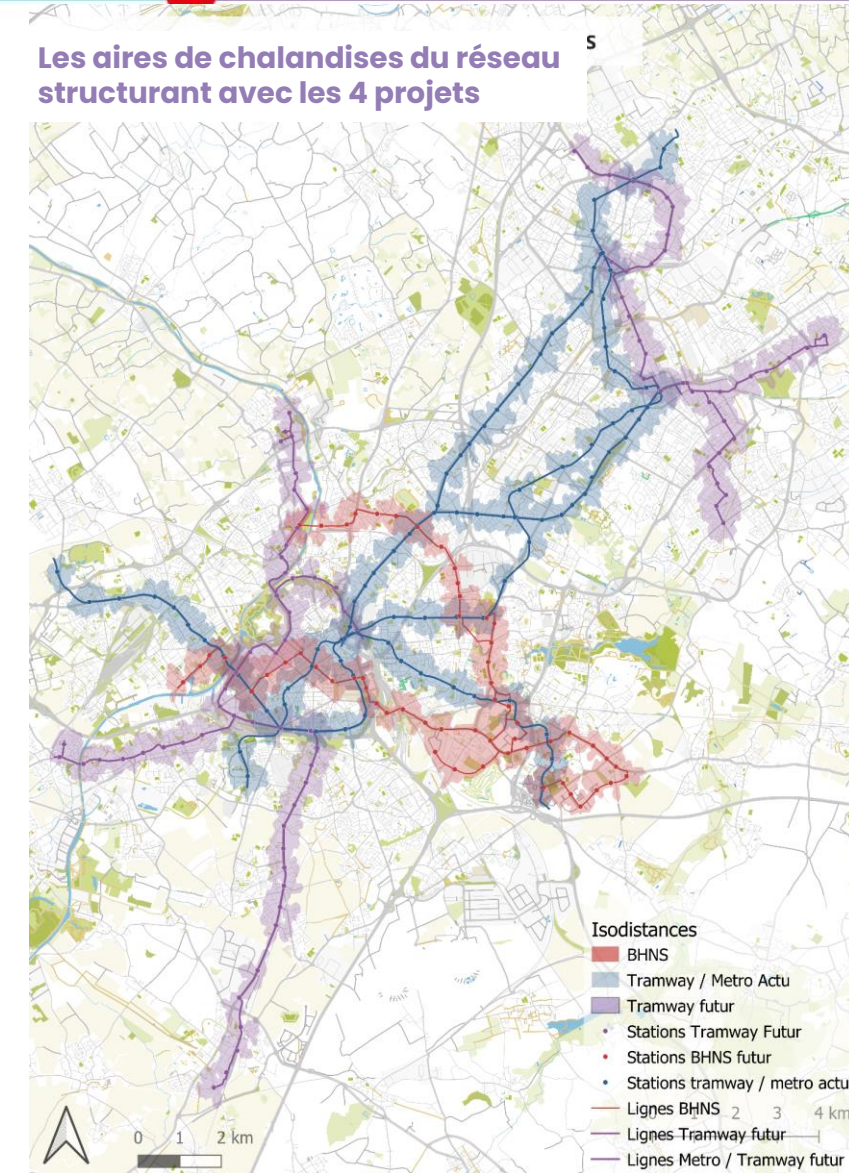 Les aires de chalandises du réseau
structurant avec les 4 projets
S
Isodistances
BHNS
Tramway / Metro Actu
Tramway futur
Stations Tramway Futur
Stations BHNS futur
Stations tramway / metro actu
Lignes BHNS
2 3 4 km
Lignes Tramway futur
Lignes Metro / Tramway futur
0 1 2 km